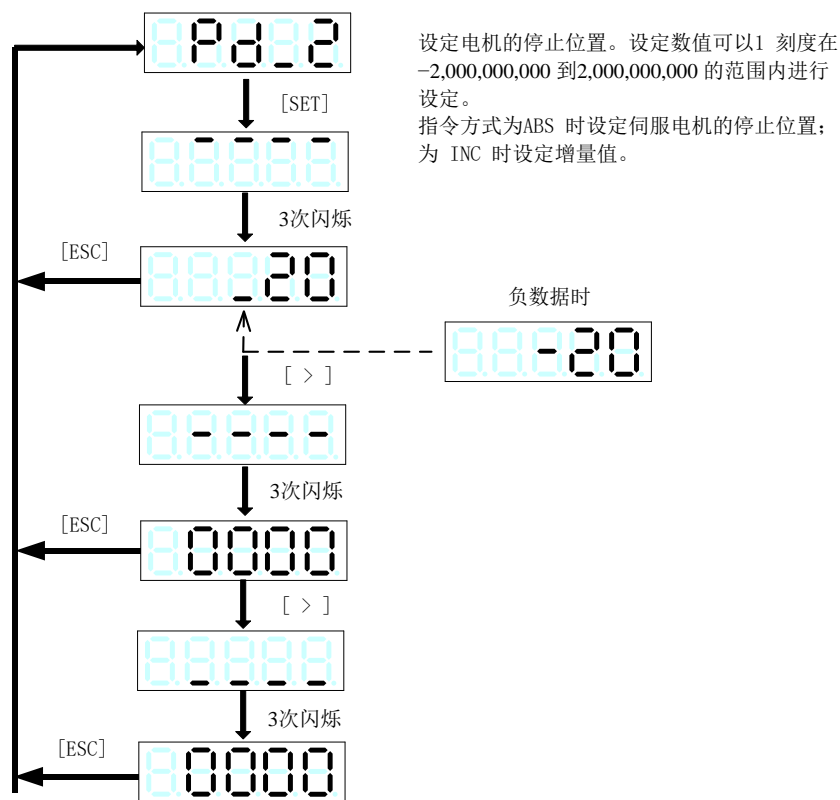 Pd_2
设定电机的停止位置。设定数值可以1 刻度在
-2,000,000,000 到2,000,000,000 的范围内进行
设定。
指令方式为ABS 时设定伺服电机的停止位置；
为 INC 时设定增量值。
[SET]
- - - -
3次闪烁
[ESC]
_20
负数据时
-20
[ > ]
- - - -
3次闪烁
[ESC]
0000
[ > ]
_ _ _ _
3次闪烁
[ESC]
0000